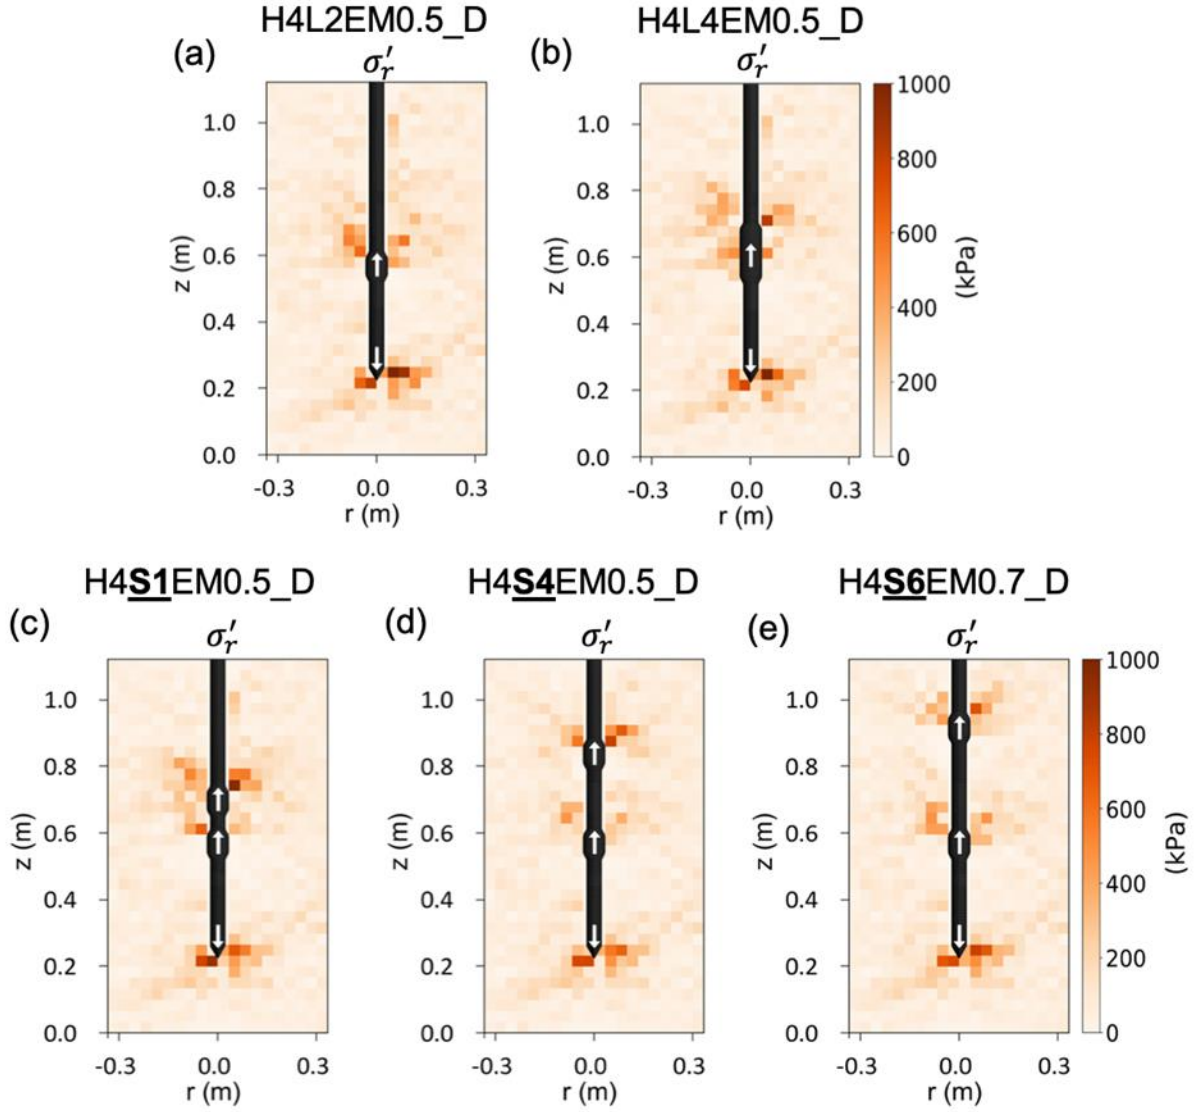 H4L2EM0.5_D
H4L4EM0.5_D
(a)
(b)
σ′r
σ′r
1.0
0.8
0.6
0.4
0.2
0.0
z (m)
-0.3 0.0 0.3
r (m)
1.0
0.8
0.6
0.4
0.2
0.0
z (m)
-0.3 0.0 0.3
r (m)
1000
800
600
400
200
0
(kPa)
H4S1EM0.5_D
H4S4EM0.5_D
H4S6EM0.7_D
(c)
(d)
(e)
σ′r
σ′r
σ′r
1.0
0.8
0.6
0.4
0.2
0.0
z (m)
-0.3 0.0 0.3
r (m)
1.0
0.8
0.6
0.4
0.2
0.0
z (m)
-0.3 0.0 0.3
r (m)
1.0
0.8
0.6
0.4
0.2
0.0
z (m)
-0.3 0.0 0.3
r (m)
1000
800
600
400
200
0
(kPa)